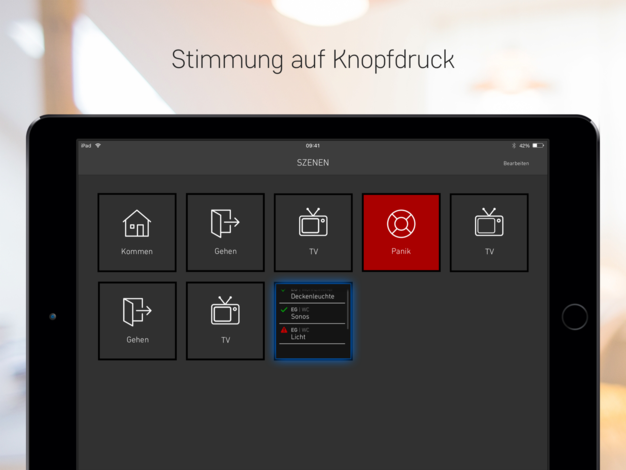 Stimmung auf Knopfdruck
iPad 09:41 42%
SZENEN Bearbeiten
Kommen Gehen TV Panik TV
Deckenleuchte
EG | WC
Sonos
EG | WC
Licht
Gehen TV